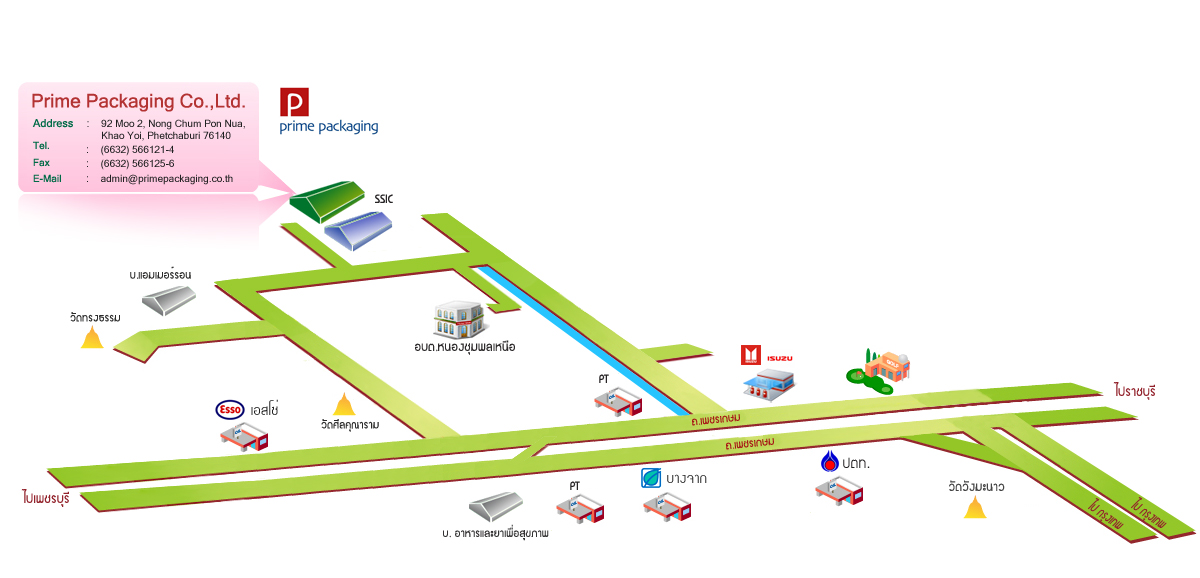 Prime Packaging Co.,Ltd.
Address : 92 Moo 2, Nong Chum Pon Nua,
Khao Yoi, Phetchaburi 76140
Tel. : (6632) 566121-4
Fax : (6632) 566125-6
E-Mail : admin@primepackaging.co.th
P
prime packaging
SSIC
บ.แอมเมอร์รอน
วัดทรงธรรม
อบต.หนองชุมพลเหนือ
ISUZU
PT
ไปราชบุรี
Esso เอสโซ่
วัดศีลคุณาราม
ถ.เพชรเกษม
ถ.เพชรเกษม
ไปเพชรบุรี
PT
บางจาก
ปตท.
วัดวังมะนาว
บ. อาหารและยาเพื่อสุขภาพ
ไป กรุงเทพ
ไป กรุงเทพ